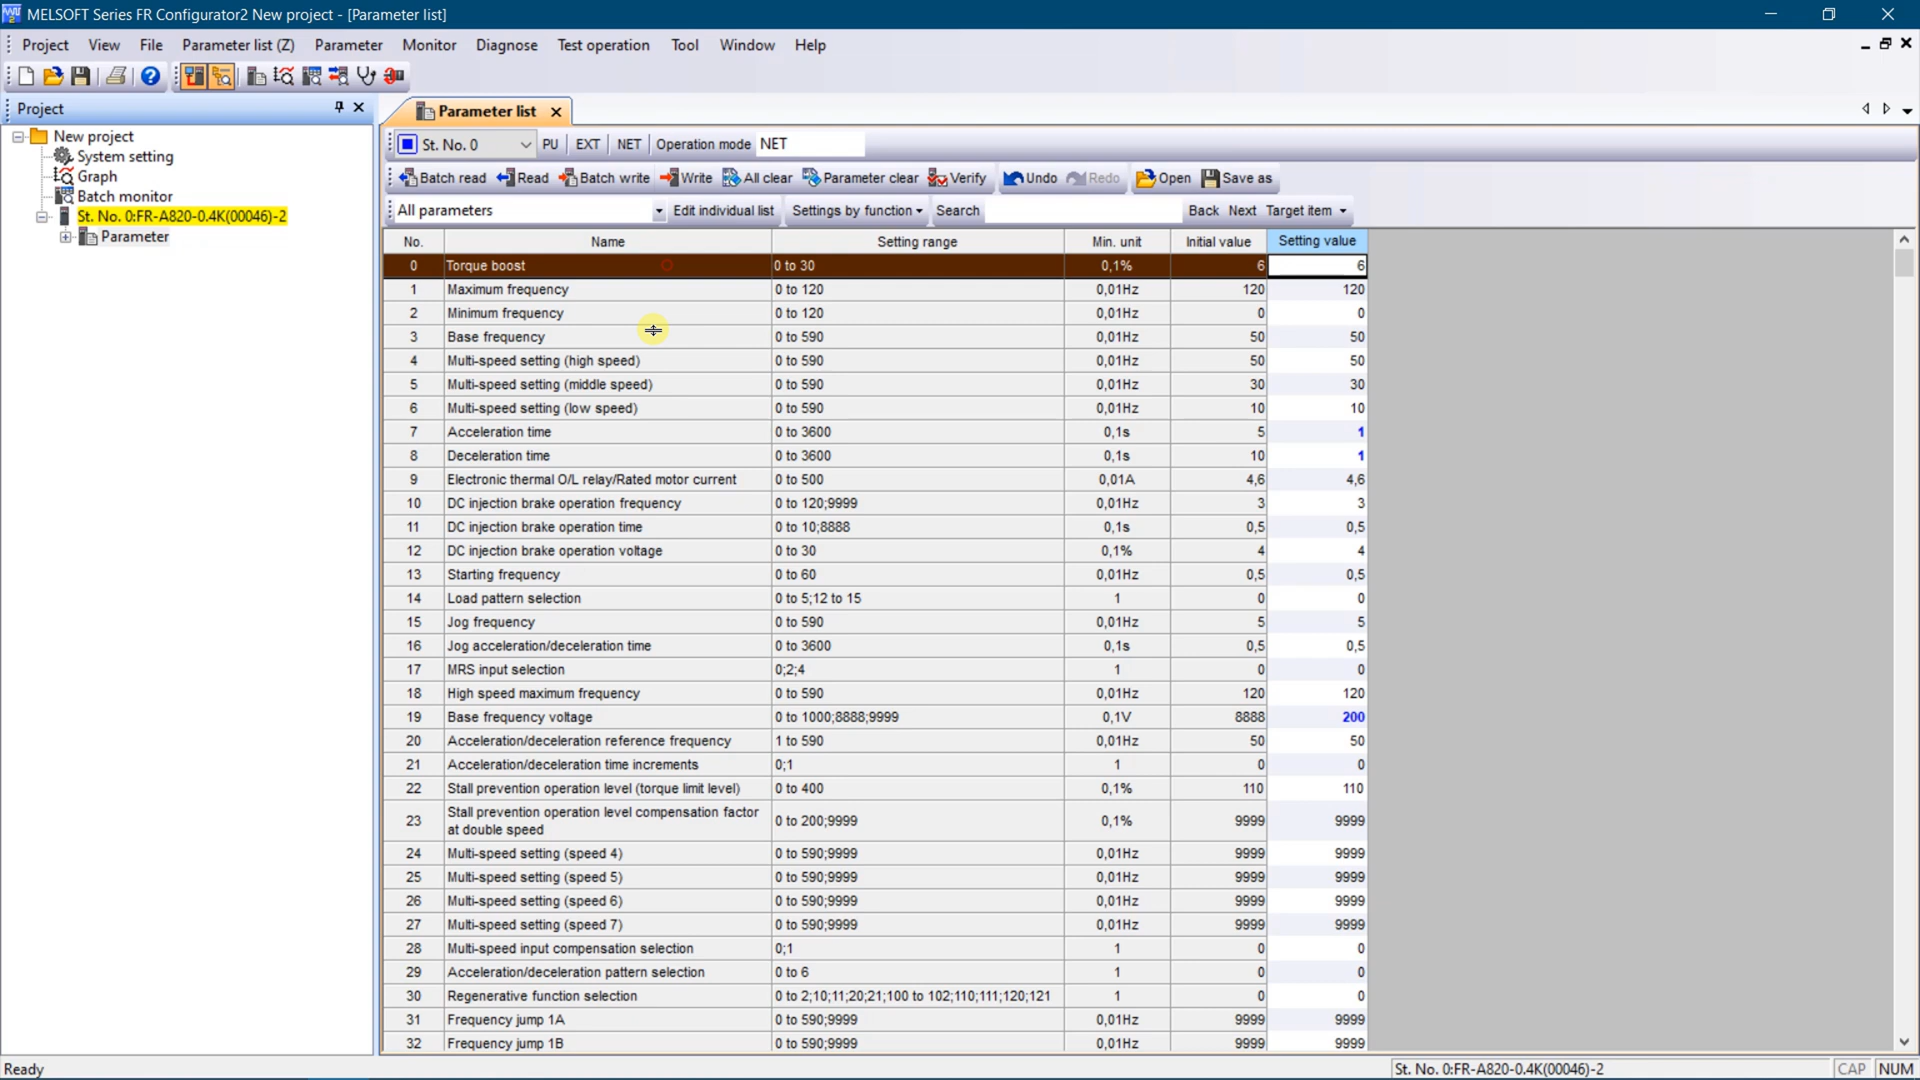 MELSOFT Series FR Configurator2 New project - [Parameter list]
Project View File Parameter list (Z) Parameter Monitor Diagnose Test operation Tool Window Help
Project
New project
System setting
Graph
Batch monitor
St. No. 0:FR-A820-0.4K(00046)-2
Parameter
Parameter list
St. No. 0 PU EXT NET Operation mode NET
Batch read Read Batch write Write All clear Parameter clear Verify Undo Redo Open Save as
All parameters Edit individual list Settings by function Search Back Next Target item
No. Name Setting range Min. unit Initial value Setting value
0 Torque boost 0 to 30 0,1% 6 6
1 Maximum frequency 0 to 120 0,01Hz 120 120
2 Minimum frequency 0 to 120 0,01Hz 0 0
3 Base frequency 0 to 590 0,01Hz 50 50
4 Multi-speed setting (high speed) 0 to 590 0,01Hz 50 50
5 Multi-speed setting (middle speed) 0 to 590 0,01Hz 30 30
6 Multi-speed setting (low speed) 0 to 590 0,01Hz 10 10
7 Acceleration time 0 to 3600 0,1s 5 1
8 Deceleration time 0 to 3600 0,1s 10 1
9 Electronic thermal O/L relay/Rated motor current 0 to 500 0,01A 4,6 4,6
10 DC injection brake operation frequency 0 to 120;9999 0,01Hz 3 3
11 DC injection brake operation time 0 to 10;8888 0,1s 0,5 0,5
12 DC injection brake operation voltage 0 to 30 0,1% 4 4
13 Starting frequency 0 to 60 0,01Hz 0,5 0,5
14 Load pattern selection 0 to 5;12 to 15 1 0 0
15 Jog frequency 0 to 590 0,01Hz 5 5
16 Jog acceleration/deceleration time 0 to 3600 0,1s 0,5 0,5
17 MRS input selection 0;2;4 1 0 0
18 High speed maximum frequency 0 to 590 0,01Hz 120 120
19 Base frequency voltage 0 to 1000;8888;9999 0,1V 8888 200
20 Acceleration/deceleration reference frequency 1 to 590 0,01Hz 50 50
21 Acceleration/deceleration time increments 0;1 1 0 0
22 Stall prevention operation level (torque limit level) 0 to 400 0,1% 110 110
23 Stall prevention operation level compensation factor at double speed 0 to 200;9999 0,1% 9999 9999
24 Multi-speed setting (speed 4) 0 to 590;9999 0,01Hz 9999 9999
25 Multi-speed setting (speed 5) 0 to 590;9999 0,01Hz 9999 9999
26 Multi-speed setting (speed 6) 0 to 590;9999 0,01Hz 9999 9999
27 Multi-speed setting (speed 7) 0 to 590;9999 0,01Hz 9999 9999
28 Multi-speed input compensation selection 0;1 1 0 0
29 Acceleration/deceleration pattern selection 0 to 6 1 0 0
30 Regenerative function selection 0 to 2;10;11;20;21;100 to 102;110;111;120;121 1 0 0
31 Frequency jump 1A 0 to 590;9999 0,01Hz 9999 9999
32 Frequency jump 1B 0 to 590;9999 0,01Hz 9999 9999
Ready St. No. 0:FR-A820-0.4K(00046)-2 CAP NUM